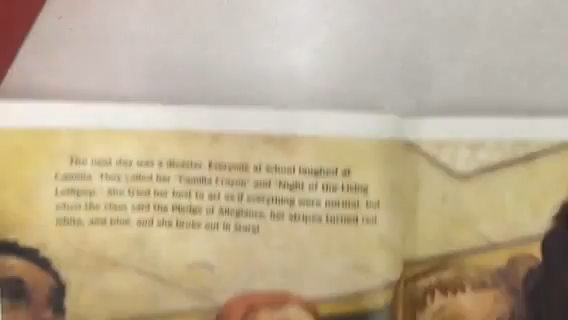 The next day was a disaster. Everyone at school laughed at
Camilla. They called her "Camilla Crayon" and "Night of the Living
Lollipop." She tried her best to act as if everything were normal, but
when the class said the Pledge of Allegiance, her stripes turned red,
white, and blue, and she broke out in stars!